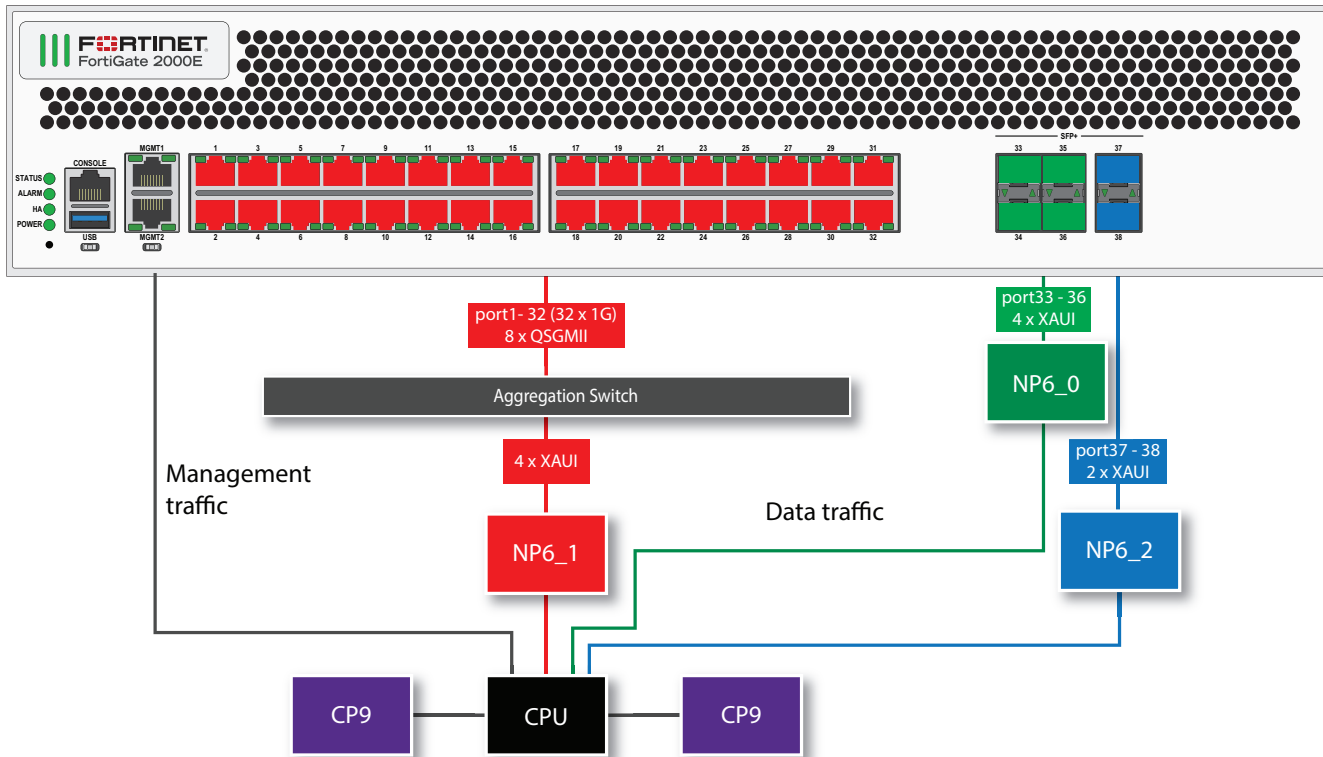 FORTINET
FortiGate 2000E
STATUS
ALARM
HA
POWER
CONSOLE
USB
MGMT1
MGMT2
1 3 5 7 9 11 13 15
2 4 6 8 10 12 14 16
17 19 21 23 25 27 29 31
18 20 22 24 26 28 30 32
SFP+
33 35 37
34 36 38
port1- 32 (32 x 1G)
8 x QSGMII
port33 - 36
4 x XAUI
Aggregation Switch
NP6_0
4 x XAUI
port37 - 38
2 x XAUI
Management
traffic
Data traffic
NP6_1
NP6_2
CP9
CPU
CP9